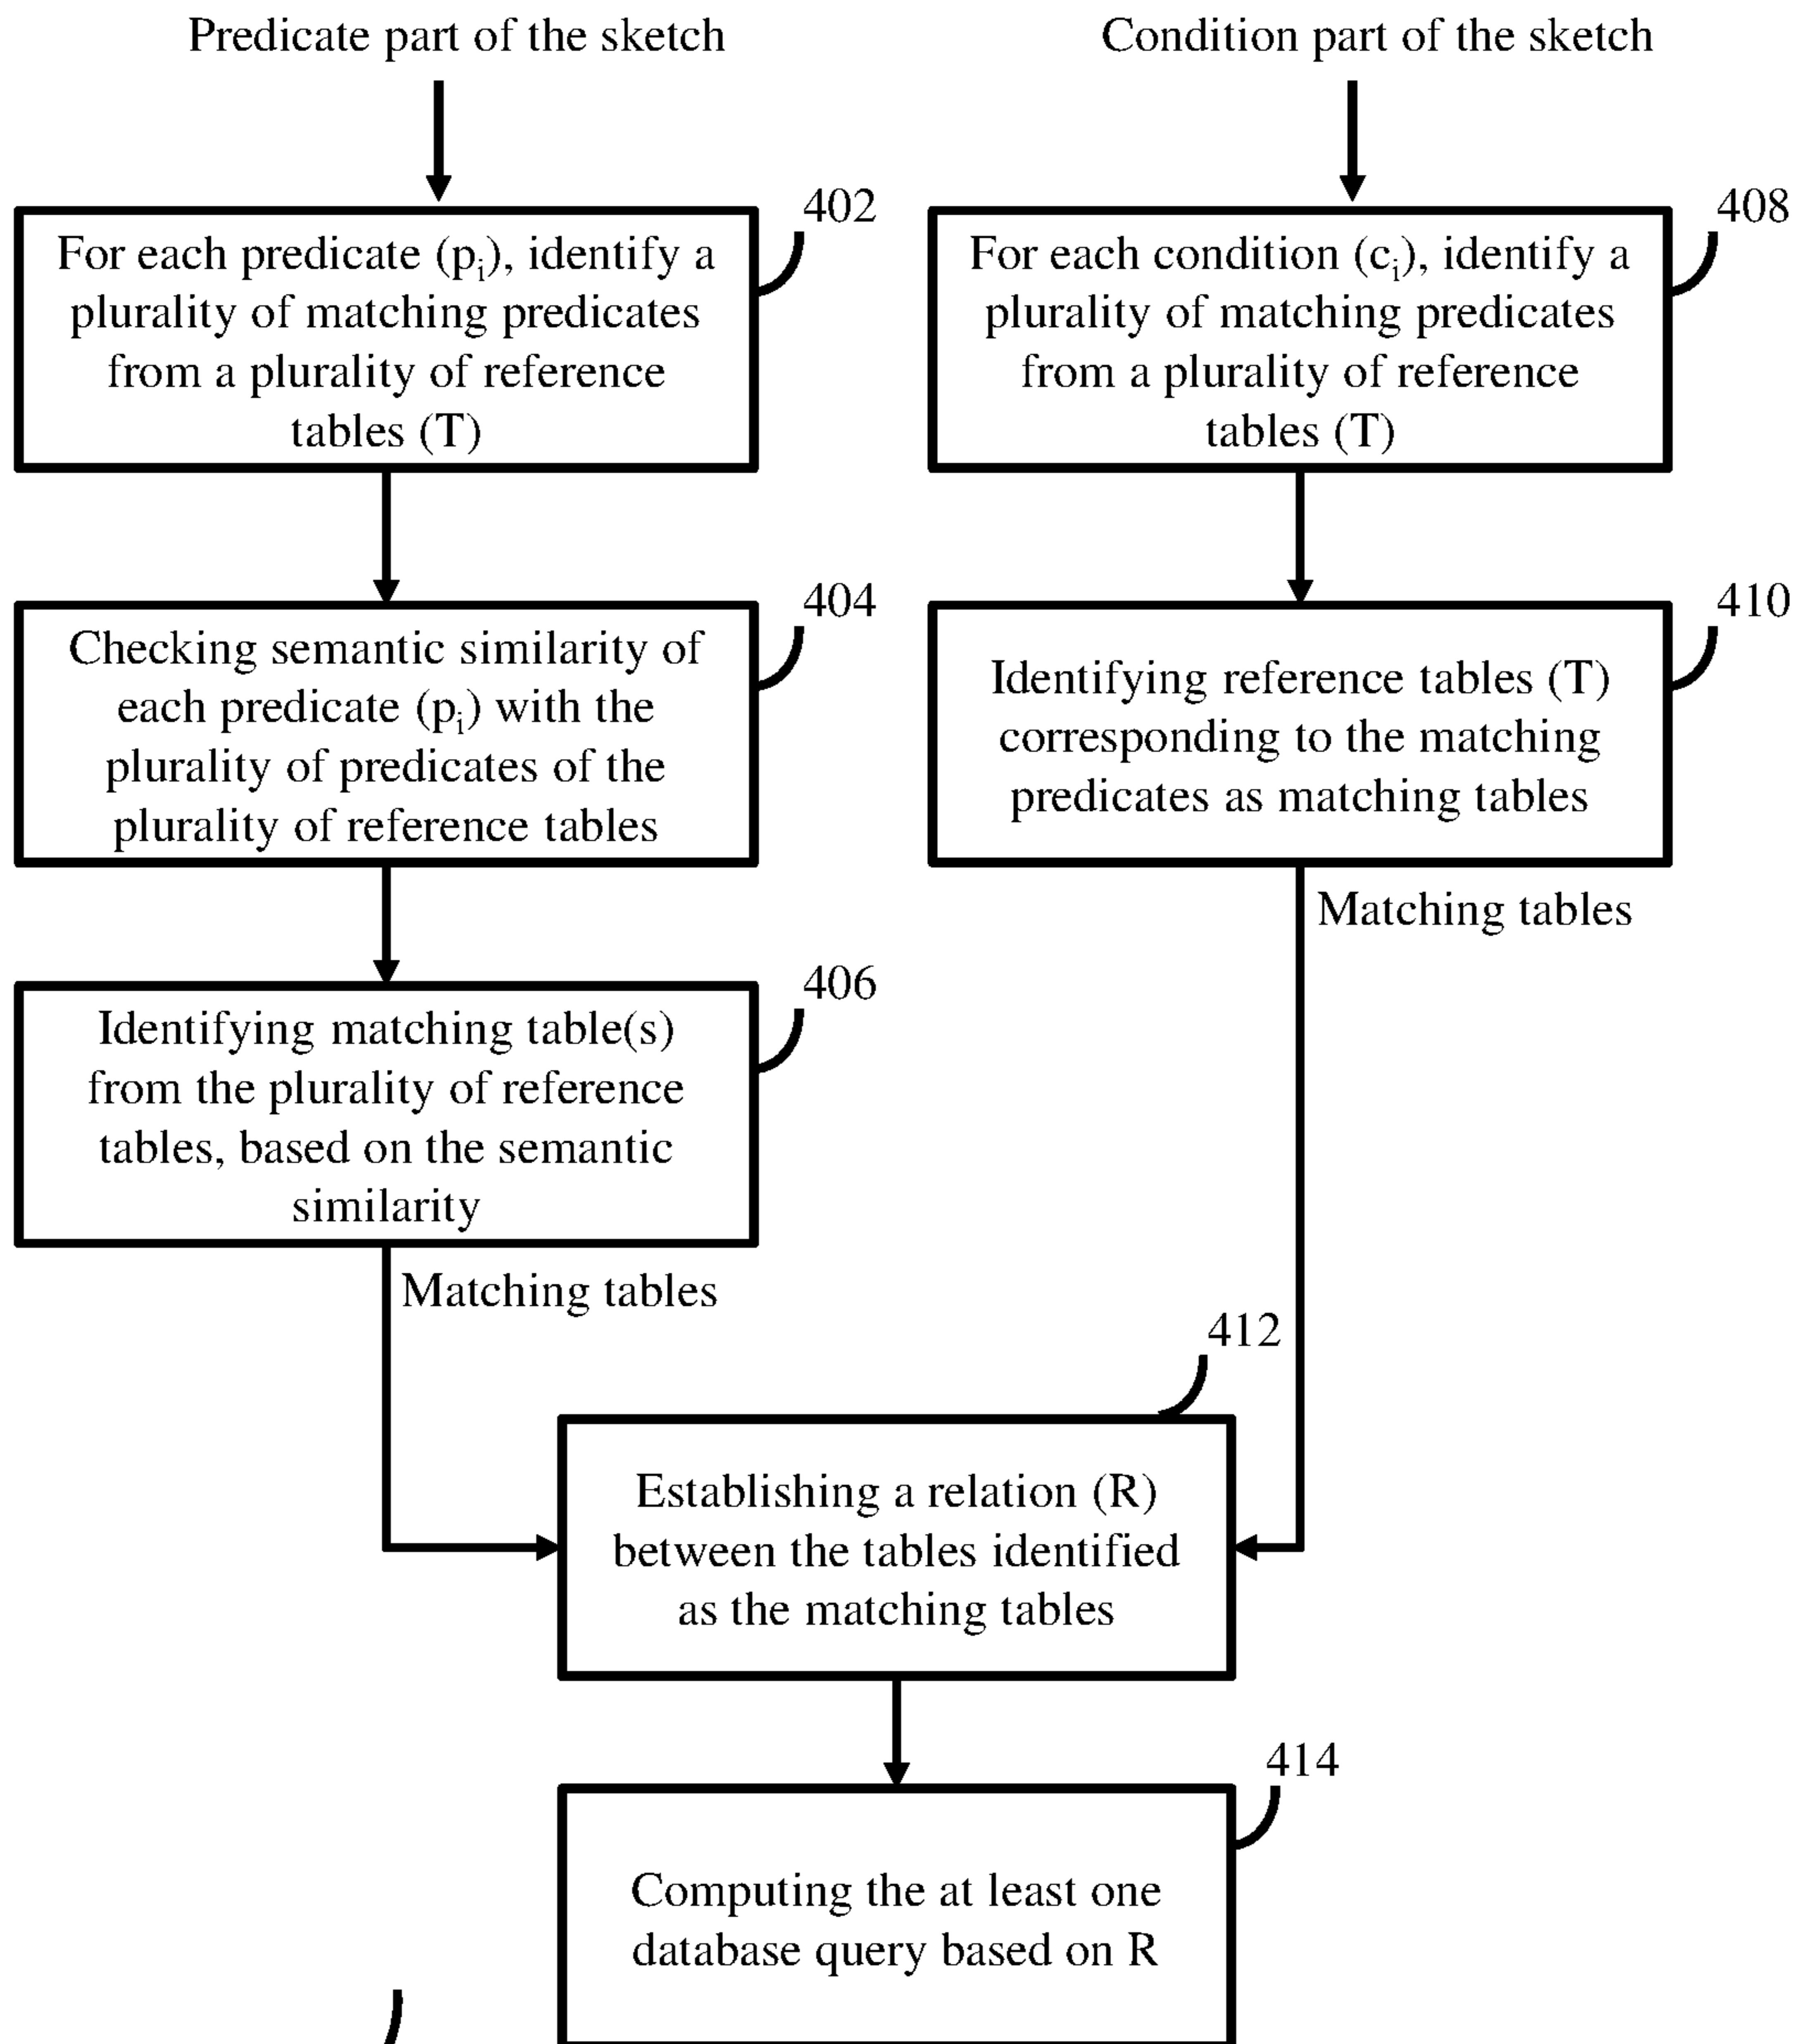 Predicate part of the sketch
402
For each predicate (pᵢ), identify a
plurality of matching predicates
from a plurality of reference
tables (T)
404
Checking semantic similarity of
each predicate (pᵢ) with the
plurality of predicates of the
plurality of reference tables
406
Identifying matching table(s)
from the plurality of reference
tables, based on the semantic
similarity
Matching tables
Condition part of the sketch
408
For each condition (cᵢ), identify a
plurality of matching predicates
from a plurality of reference
tables (T)
410
Identifying reference tables (T)
corresponding to the matching
predicates as matching tables
Matching tables
412
Establishing a relation (R)
between the tables identified
as the matching tables
414
Computing the at least one
database query based on R